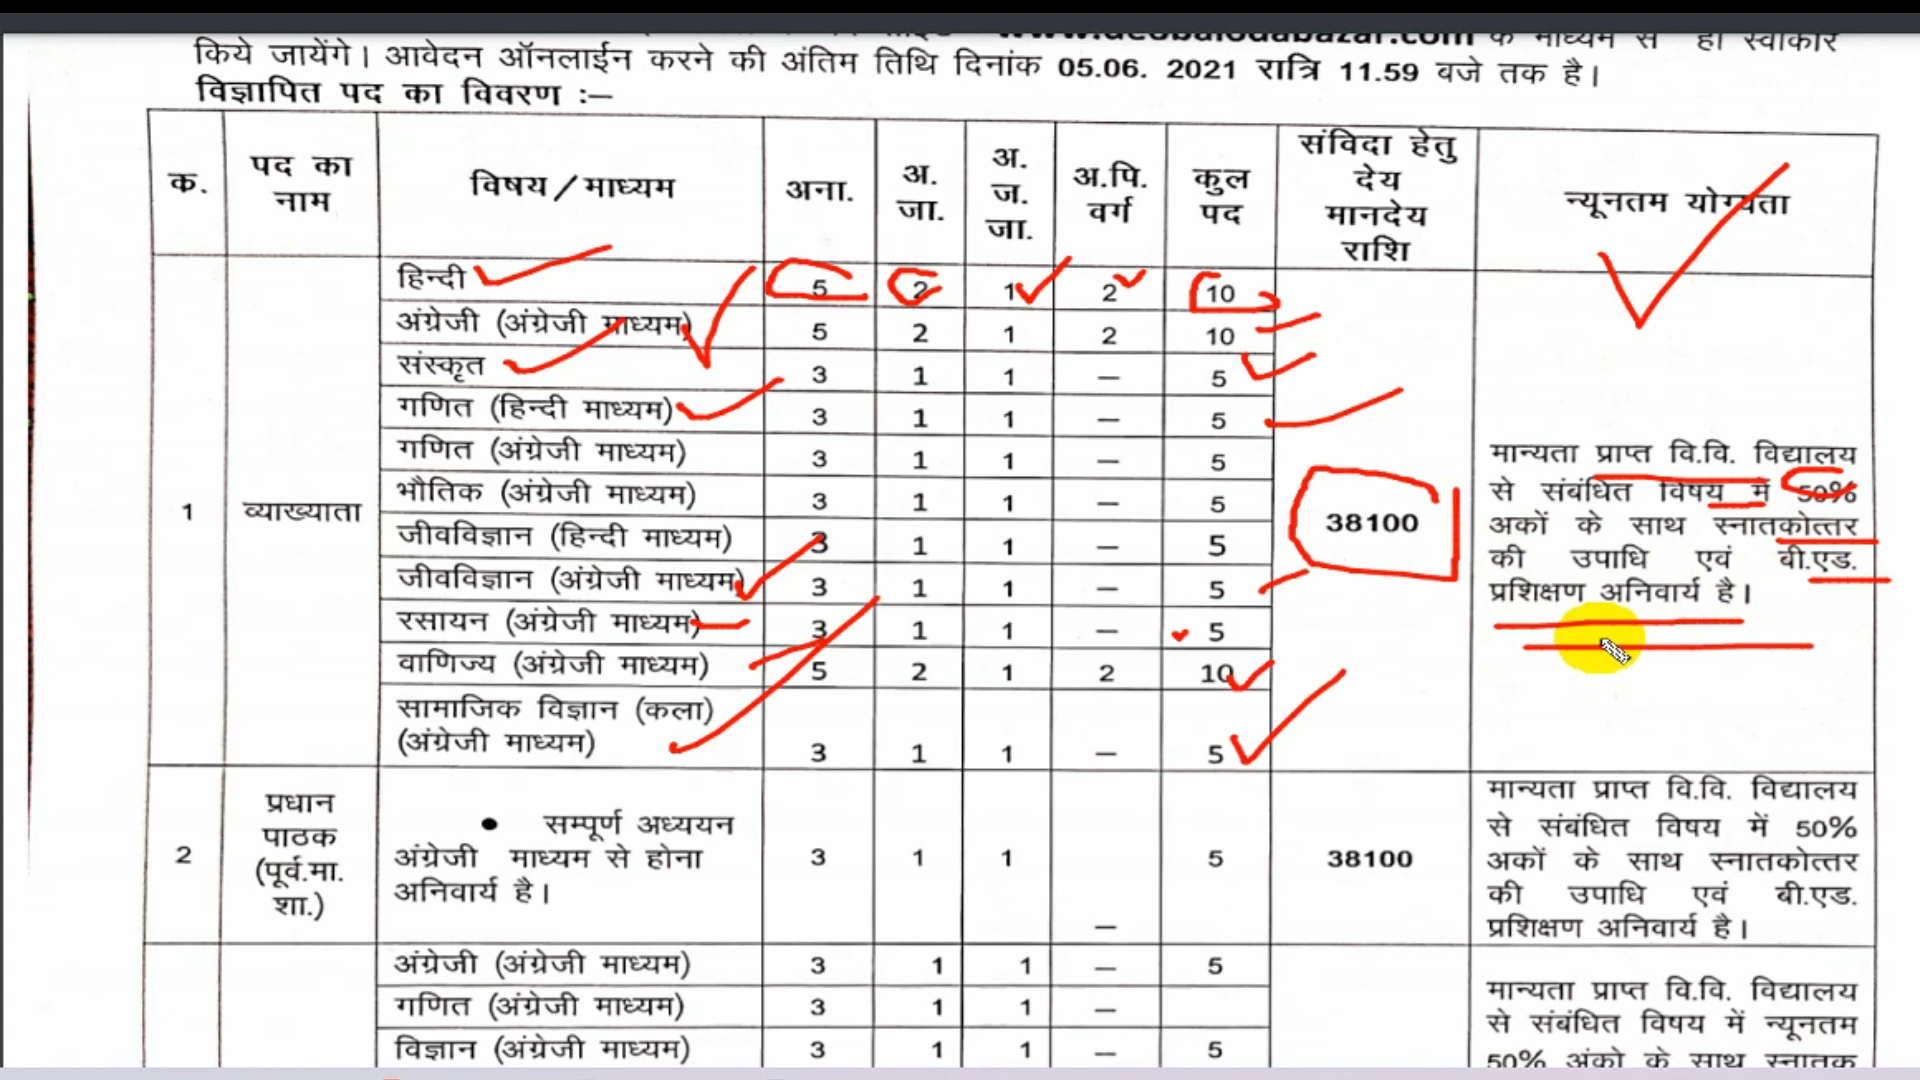 www.deobalodabazar.com के माध्यम से ही स्वीकार
किये जायेंगे। आवेदन ऑनलाईन करने की अंतिम तिथि दिनांक 05.06. 2021 रात्रि 11.59 बजे तक है।
विज्ञापित पद का विवरण :–
क. पद का नाम विषय/माध्यम अना. अ. जा. अ. ज. जा. अ.पि. वर्ग कुल पद संविदा हेतु देय मानदेय राशि न्यूनतम योग्यता
1 व्याख्याता
हिन्दी 5 2 1 2 10
अंग्रेजी (अंग्रेजी माध्यम) 5 2 1 2 10
संस्कृत 3 1 1 – 5
गणित (हिन्दी माध्यम) 3 1 1 – 5
गणित (अंग्रेजी माध्यम) 3 1 1 – 5
भौतिक (अंग्रेजी माध्यम) 3 1 1 – 5
जीवविज्ञान (हिन्दी माध्यम) 3 1 1 – 5
जीवविज्ञान (अंग्रेजी माध्यम) 3 1 1 – 5
रसायन (अंग्रेजी माध्यम) 3 1 1 – 5
वाणिज्य (अंग्रेजी माध्यम) 5 2 1 2 10
सामाजिक विज्ञान (कला)
(अंग्रेजी माध्यम) 3 1 1 – 5
38100
मान्यता प्राप्त वि.वि. विद्यालय
से संबंधित विषय में 50%
अकों के साथ स्नातकोत्तर
की उपाधि एवं बी.एड.
प्रशिक्षण अनिवार्य है।
2 प्रधान
पाठक
(पूर्व.मा.
शा.)
• सम्पूर्ण अध्ययन
अंग्रेजी माध्यम से होना
अनिवार्य है।
3 1 1 – 5 38100
मान्यता प्राप्त वि.वि. विद्यालय
से संबंधित विषय में 50%
अकों के साथ स्नातकोत्तर
की उपाधि एवं बी.एड.
प्रशिक्षण अनिवार्य है।
अंग्रेजी (अंग्रेजी माध्यम) 3 1 1 – 5
गणित (अंग्रेजी माध्यम) 3 1 1 –
विज्ञान (अंग्रेजी माध्यम) 3 1 1 – 5
मान्यता प्राप्त वि.वि. विद्यालय
से संबंधित विषय में न्यूनतम
50% अंको के साथ स्नातक